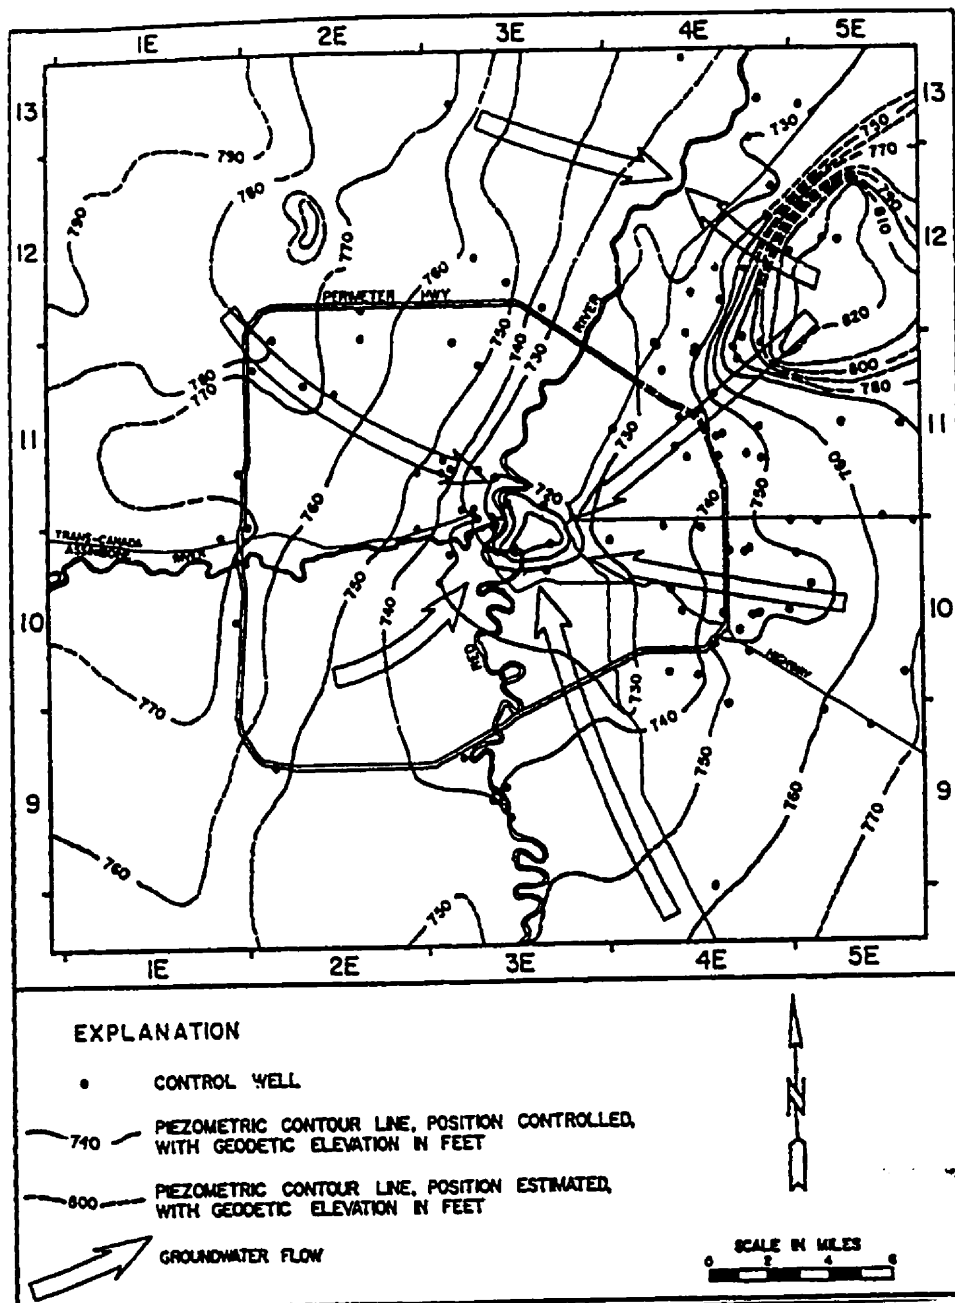 1E 2E 3E 4E 5E
13 13
730
750
770
790
780
790
790
810
12 12
770
760
820
PERIMETER HWY
RIVER
750
740
730
800
780
780
770
11 11
730
720
760
740
750
760
TRANS-CANADA
ASSINIBOINE RIVER
750
740
10 10
RED
HIGHWAY
770
730
740
750
9 9
760
770
760
750
1E 2E 3E 4E 5E
EXPLANATION
CONTROL WELL
740 PIEZOMETRIC CONTOUR LINE, POSITION CONTROLLED,
WITH GEODETIC ELEVATION IN FEET
800 PIEZOMETRIC CONTOUR LINE, POSITION ESTIMATED,
WITH GEODETIC ELEVATION IN FEET
GROUNDWATER FLOW
N
SCALE IN MILES
0 2 4 6